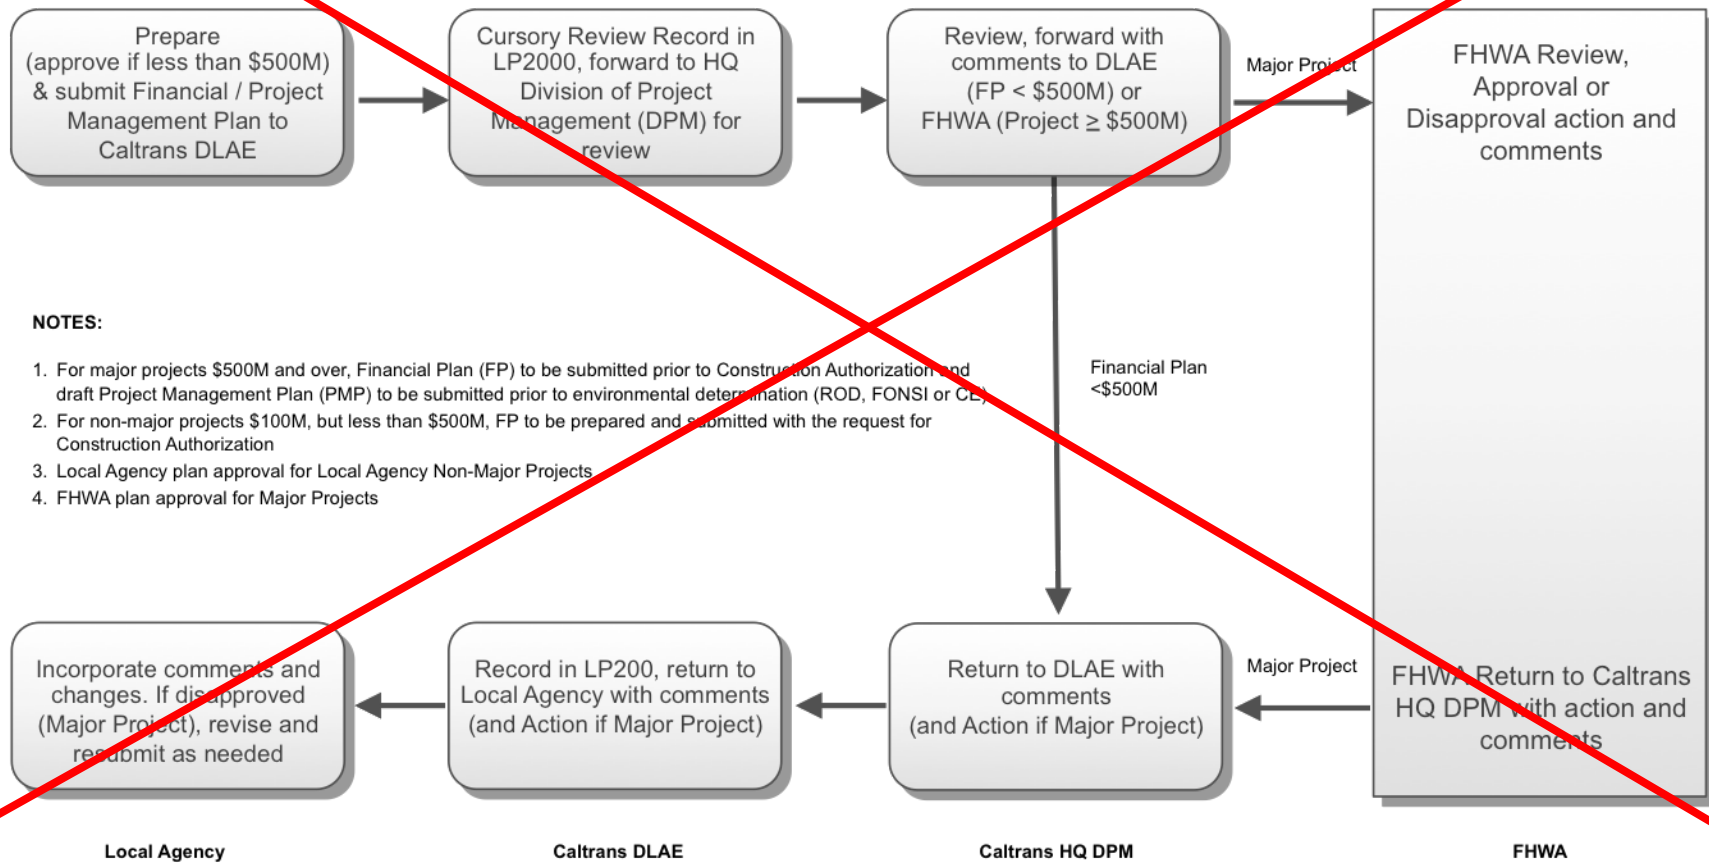 Prepare
(approve if less than $500M)
& submit Financial / Project
Management Plan to
Caltrans DLAE
Cursory Review Record in
LP2000, forward to HQ
Division of Project
Management (DPM) for
review
Review, forward with
comments to DLAE
(FP < $500M) or
FHWA (Project ≥ $500M)
Major Project
FHWA Review,
Approval or
Disapproval action and
comments
NOTES:
1. For major projects $500M and over, Financial Plan (FP) to be submitted prior to Construction Authorization and
draft Project Management Plan (PMP) to be submitted prior to environmental determination (ROD, FONSI or CE)
2. For non-major projects $100M, but less than $500M, FP to be prepared and submitted with the request for
Construction Authorization
3. Local Agency plan approval for Local Agency Non-Major Projects
4. FHWA plan approval for Major Projects
Financial Plan
<$500M
Incorporate comments and
changes. If disapproved
(Major Project), revise and
resubmit as needed
Record in LP200, return to
Local Agency with comments
(and Action if Major Project)
Return to DLAE with
comments
(and Action if Major Project)
Major Project
FHWA Return to Caltrans
HQ DPM with action and
comments
Local Agency
Caltrans DLAE
Caltrans HQ DPM
FHWA